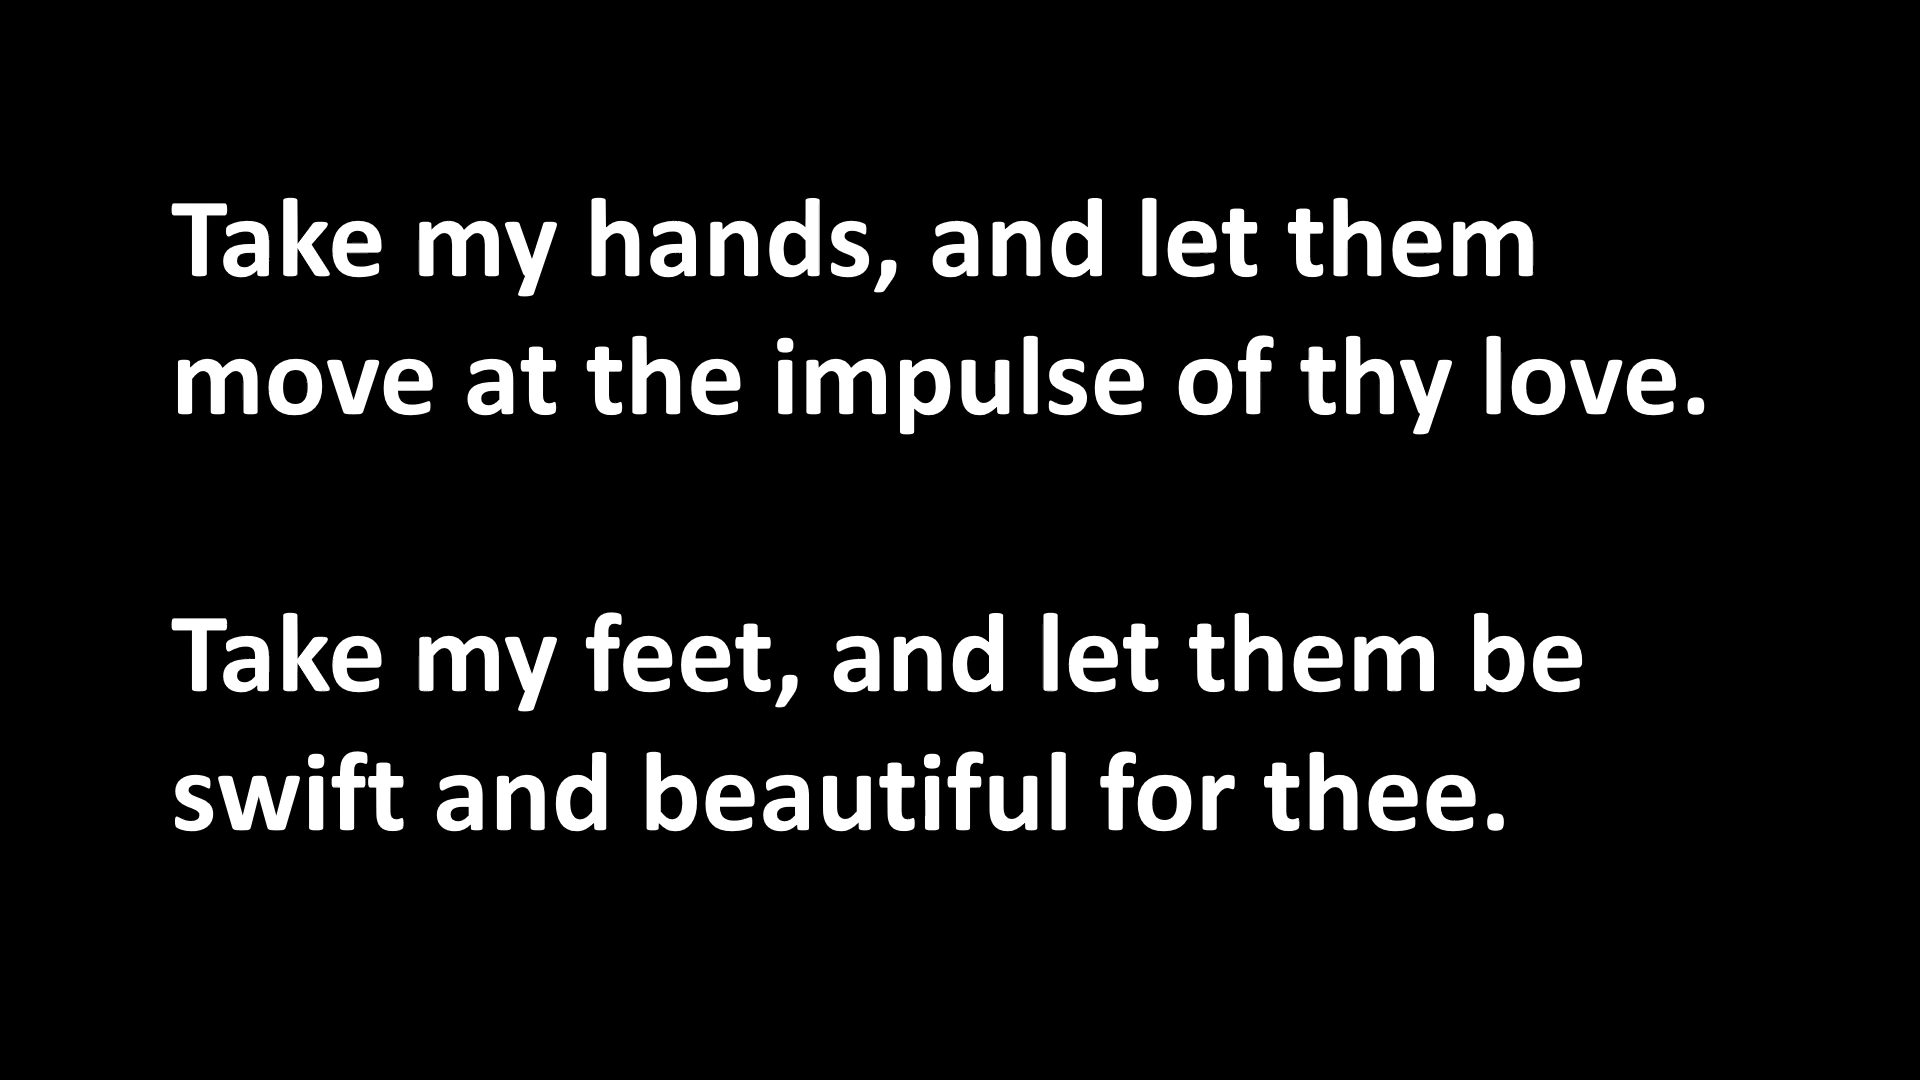 Take my hands, and let them
move at the impulse of thy love.
Take my feet, and let them be
swift and beautiful for thee.